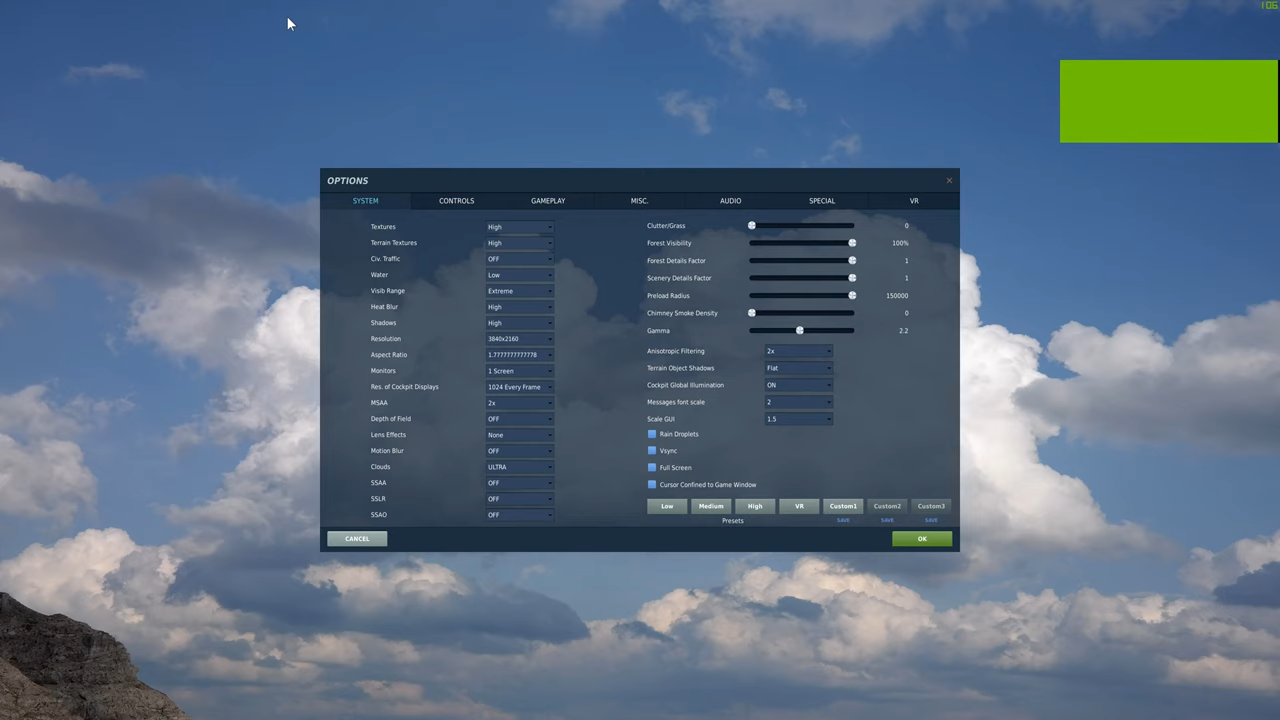 106
OPTIONS ×
SYSTEM CONTROLS GAMEPLAY MISC. AUDIO SPECIAL VR
Textures High
Terrain Textures High
Civ. Traffic OFF
Water Low
Visib Range Extreme
Heat Blur High
Shadows High
Resolution 3840x2160
Aspect Ratio 1.7777777777778
Monitors 1 Screen
Res. of Cockpit Displays 1024 Every Frame
MSAA 2x
Depth of Field OFF
Lens Effects None
Motion Blur OFF
Clouds ULTRA
SSAA OFF
SSLR OFF
SSAO OFF
Clutter/Grass 0
Forest Visibility 100%
Forest Details Factor 1
Scenery Details Factor 1
Preload Radius 150000
Chimney Smoke Density 0
Gamma 2.2
Anisotropic Filtering 2x
Terrain Object Shadows Flat
Cockpit Global Illumination ON
Messages font scale 2
Scale GUI 1.5
Rain Droplets
Vsync
Full Screen
Cursor Confined to Game Window
Low Medium High VR Custom1 Custom2 Custom3
Presets SAVE SAVE SAVE
CANCEL OK